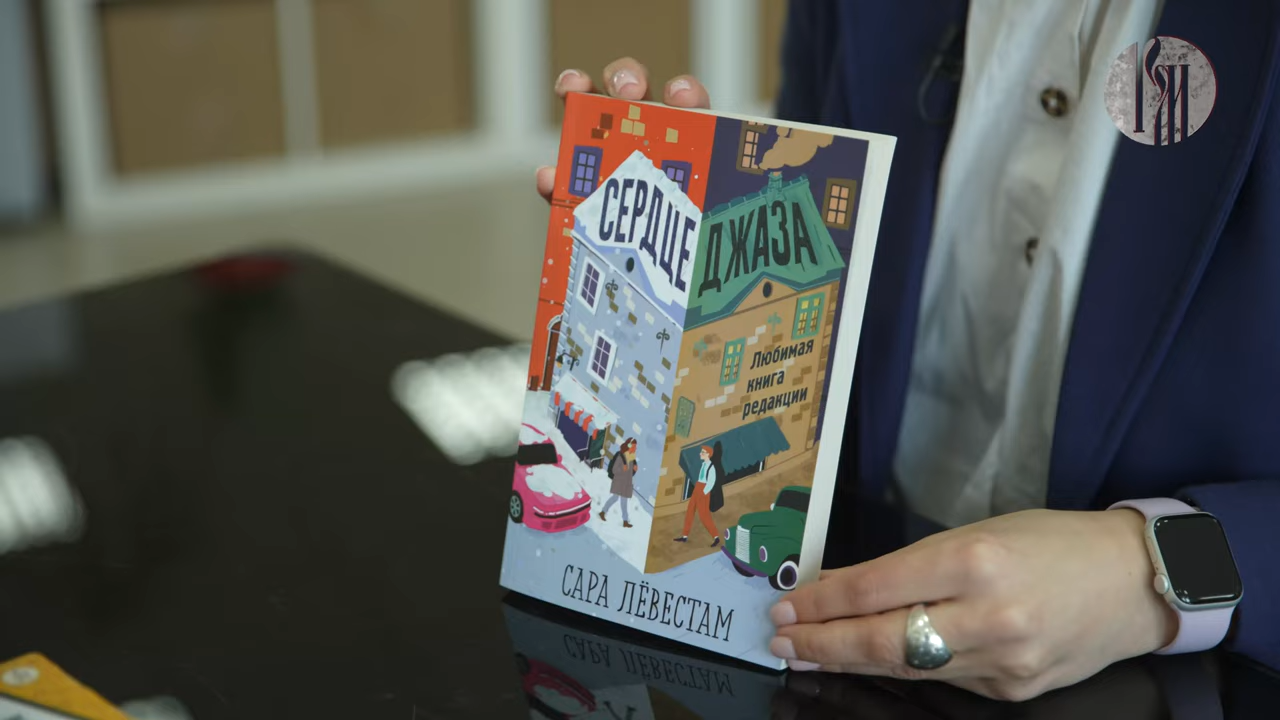 СЕРДЦЕ
ДЖАЗА
Любимая
книга
редакции
САРА ЛЁВЕСТАМ